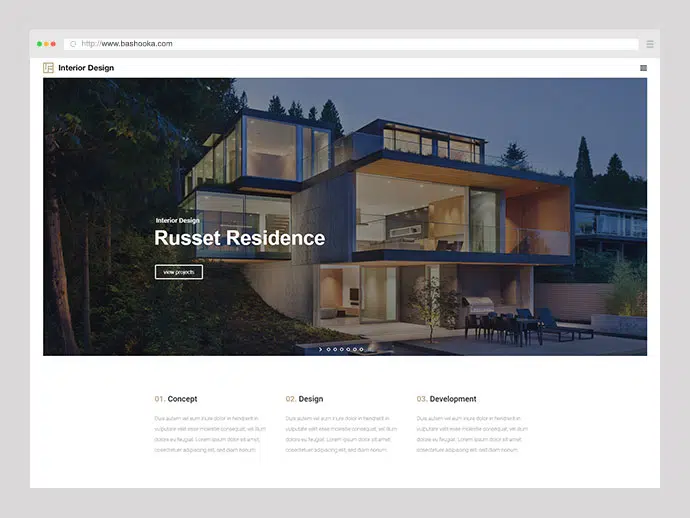 http://www.bashooka.com
Interior Design
Interior Design
Russet Residence
view projects
01. Concept
02. Design
03. Development
Duis autem vel eum iriure dolor in hendrerit in
vulputate velit esse molestie consequat, vel illum
dolore eu feugiat. Lorem ipsum dolor sit amet,
cosectetuer adipiscing elit, sed diam nonum
Duis autem vel eum iriure dolor in hendrerit in
vulputate velit esse molestie consequat, vel illum
dolore eu feugiat. Lorem ipsum dolor sit amet,
cosectetuer adipiscing elit, sed diam nonum
Duis autem vel eum iriure dolor in hendrerit in
vulputate velit esse molestie consequat, vel illum
dolore eu feugiat. Lorem ipsum dolor sit amet,
cosectetuer adipiscing elit, sed diam nonum